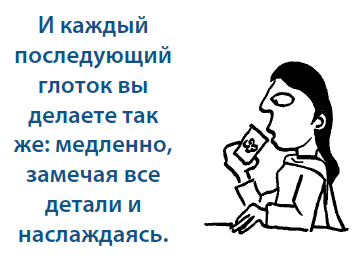 И каждый
последующий
глоток вы
делаете так
же: медленно,
замечая все
детали и
наслаждаясь.